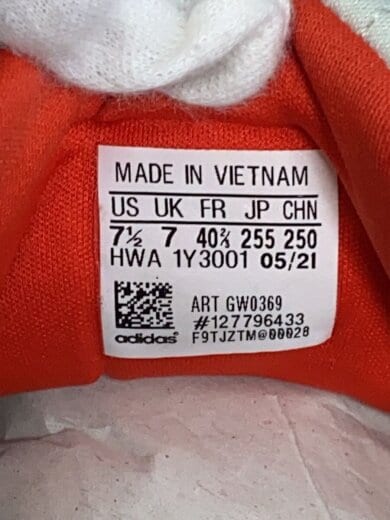 MADE IN VIETNAM
US UK FR JP CHN
7½ 7 40⅔ 255 250
HWA 1Y3001 05/21
ART GW0369
#127796433
adidas® F9TJZTM@00028